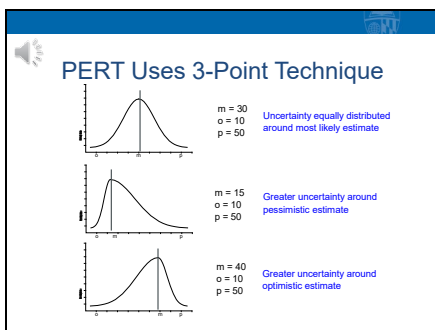 PERT Uses 3-Point Technique
m = 30
o = 10
p = 50
Uncertainty equally distributed
around most likely estimate
o m p
m = 15
o = 10
p = 50
Greater uncertainty around
pessimistic estimate
o m p
m = 40
o = 10
p = 50
Greater uncertainty around
optimistic estimate
o m p